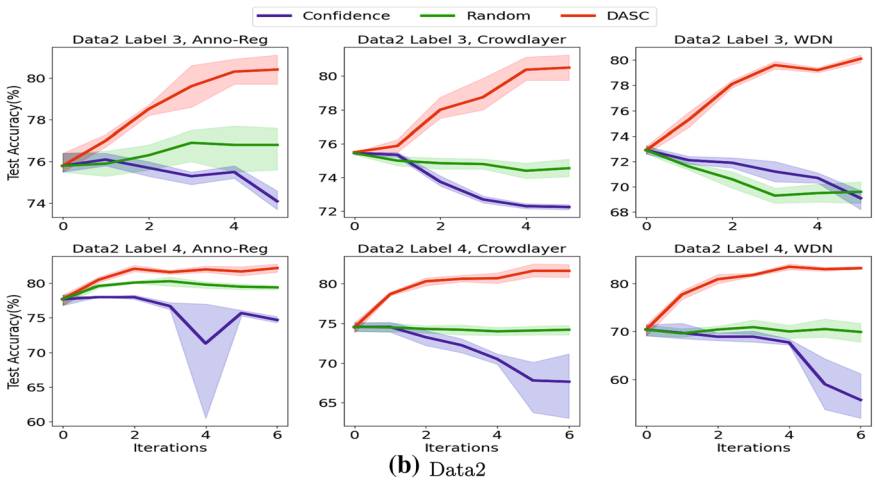 Confidence Random DASC
Data2 Label 3, Anno-Reg
Data2 Label 3, Crowdlayer
Data2 Label 3, WDN
Test Accuracy(%)
80
78
76
74
0 2 4
80
78
76
74
72
0 2 4
80
78
76
74
72
70
68
0 2 4 6
Data2 Label 4, Anno-Reg
Data2 Label 4, Crowdlayer
Data2 Label 4, WDN
Test Accuracy(%)
80
75
70
65
60
0 2 4 6
Iterations
80
75
70
65
0 2 4 6
Iterations
80
70
60
0 2 4 6
Iterations
(b) Data2